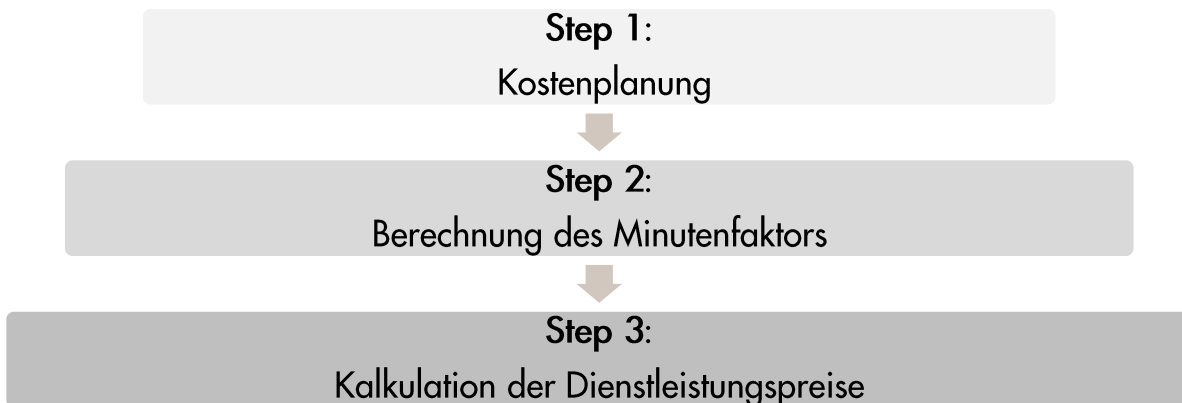 Step 1:
Kostenplanung
Step 2:
Berechnung des Minutenfaktors
Step 3:
Kalkulation der Dienstleistungspreise